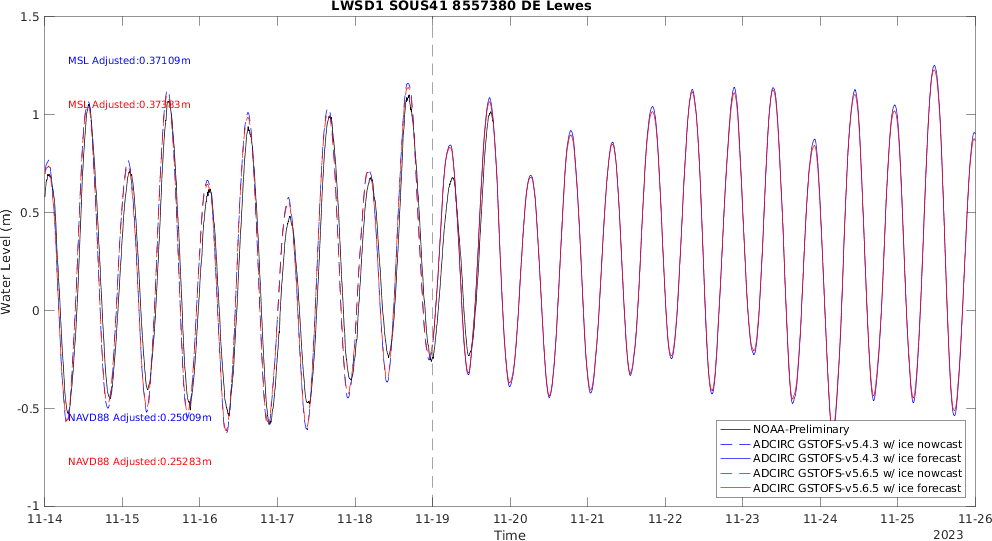 LWSD1 SOUS41 8557380 DE Lewes
1.5
1
0.5
0
-0.5
-1
Water Level (m)
MSL Adjusted:0.37109m
MSL Adjusted:0.37383m
NAVD88 Adjusted:0.25009m
NAVD88 Adjusted:0.25283m
NOAA-Preliminary
ADCIRC GSTOFS-v5.4.3 w/ ice nowcast
ADCIRC GSTOFS-v5.4.3 w/ ice forecast
ADCIRC GSTOFS-v5.6.5 w/ ice nowcast
ADCIRC GSTOFS-v5.6.5 w/ ice forecast
11-14 11-15 11-16 11-17 11-18 11-19 11-20 11-21 11-22 11-23 11-24 11-25 11-26
Time
2023